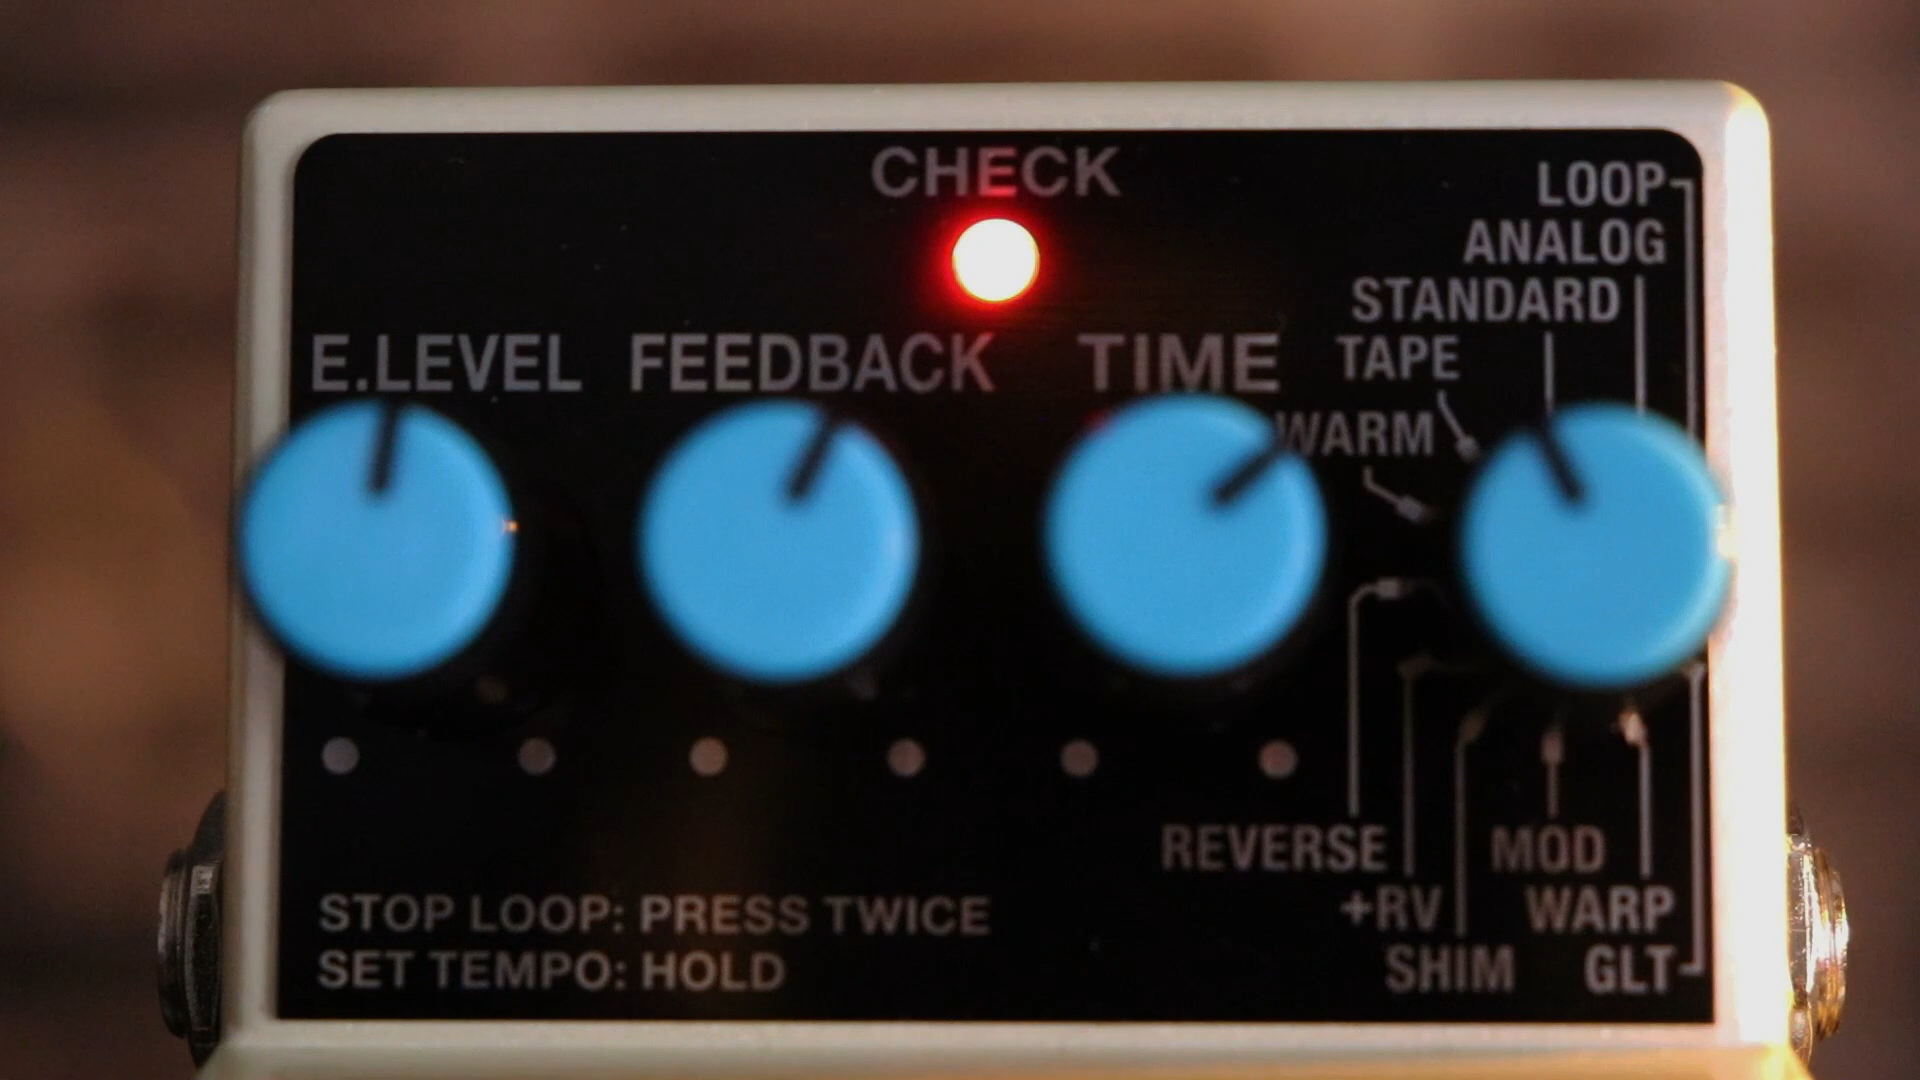 CHECK
LOOP
ANALOG
STANDARD
E.LEVEL FEEDBACK TIME TAPE
WARM
REVERSE MOD
+RV WARP
SHIM GLT
STOP LOOP: PRESS TWICE
SET TEMPO: HOLD